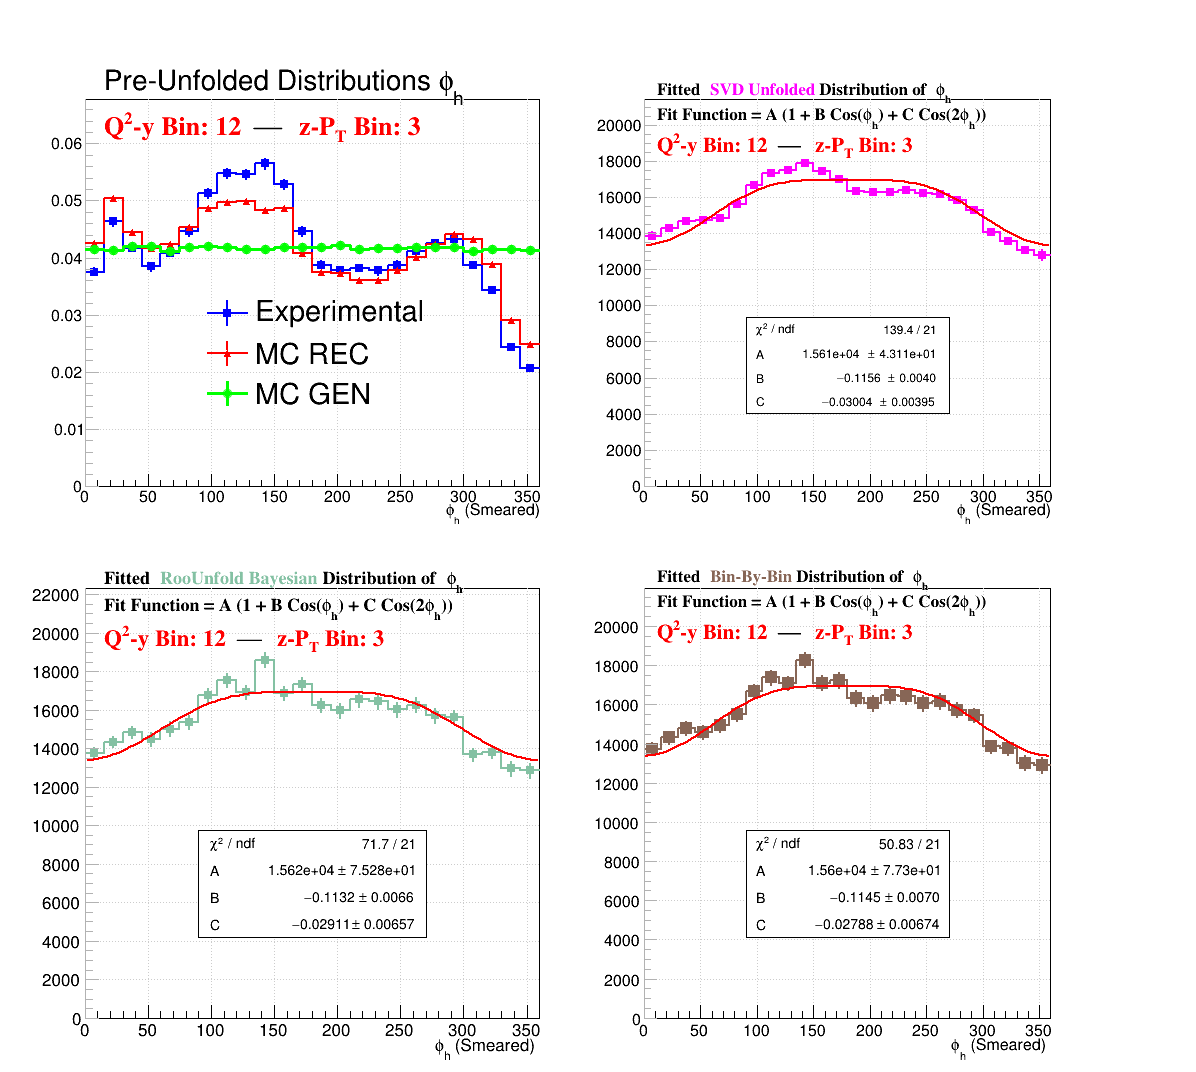 Pre-Unfolded Distributions ϕh
Q2-y Bin: 12 — z-PT Bin: 3
0.06
0.05
0.04
0.03
0.02
0.01
0
Experimental
MC REC
MC GEN
0 50 100 150 200 250 300 350
ϕh (Smeared)
Fitted SVD Unfolded Distribution of ϕh
Fit Function = A (1 + B Cos(ϕh) + C Cos(2ϕh))
Q2-y Bin: 12 — z-PT Bin: 3
20000
18000
16000
14000
12000
10000
8000
6000
4000
2000
0
χ2 / ndf 139.4 / 21
A 1.561e+04 ± 4.311e+01
B −0.1156 ± 0.0040
C −0.03004 ± 0.00395
0 50 100 150 200 250 300 350
ϕh (Smeared)
Fitted RooUnfold Bayesian Distribution of ϕh
Fit Function = A (1 + B Cos(ϕh) + C Cos(2ϕh))
Q2-y Bin: 12 — z-PT Bin: 3
22000
20000
18000
16000
14000
12000
10000
8000
6000
4000
2000
0
χ2 / ndf 71.7 / 21
A 1.562e+04 ± 7.528e+01
B −0.1132 ± 0.0066
C −0.02911 ± 0.00657
0 50 100 150 200 250 300 350
ϕh (Smeared)
Fitted Bin-By-Bin Distribution of ϕh
Fit Function = A (1 + B Cos(ϕh) + C Cos(2ϕh))
Q2-y Bin: 12 — z-PT Bin: 3
20000
18000
16000
14000
12000
10000
8000
6000
4000
2000
0
χ2 / ndf 50.83 / 21
A 1.56e+04 ± 7.73e+01
B −0.1145 ± 0.0070
C −0.02788 ± 0.00674
0 50 100 150 200 250 300 350
ϕh (Smeared)